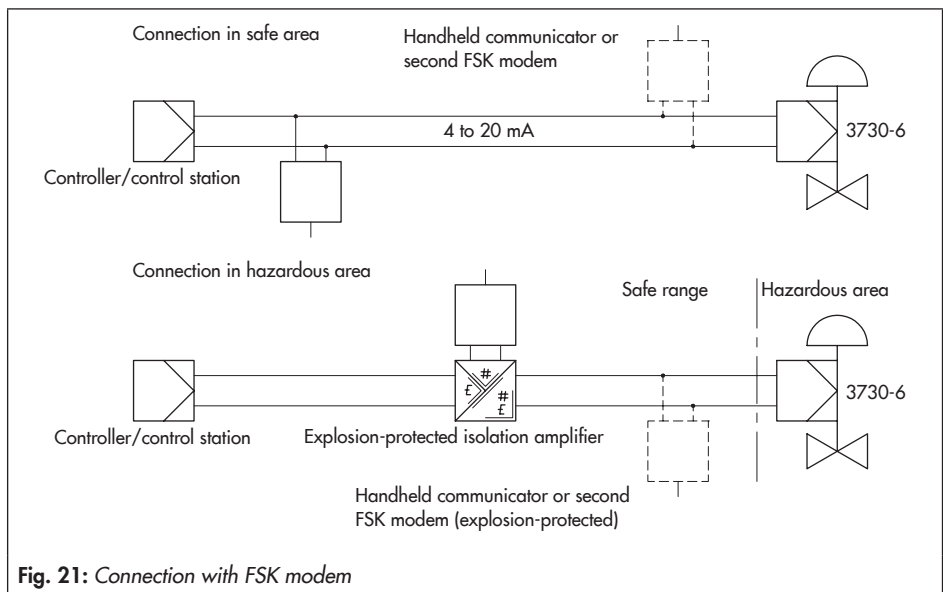 Connection in safe area
Handheld communicator or
second FSK modem
4 to 20 mA
3730-6
Controller/control station
Connection in hazardous area
Safe range
Hazardous area
#
£
#
£
3730-6
Controller/control station
Explosion-protected isolation amplifier
Handheld communicator or second
FSK modem (explosion-protected)
Fig. 21: Connection with FSK modem